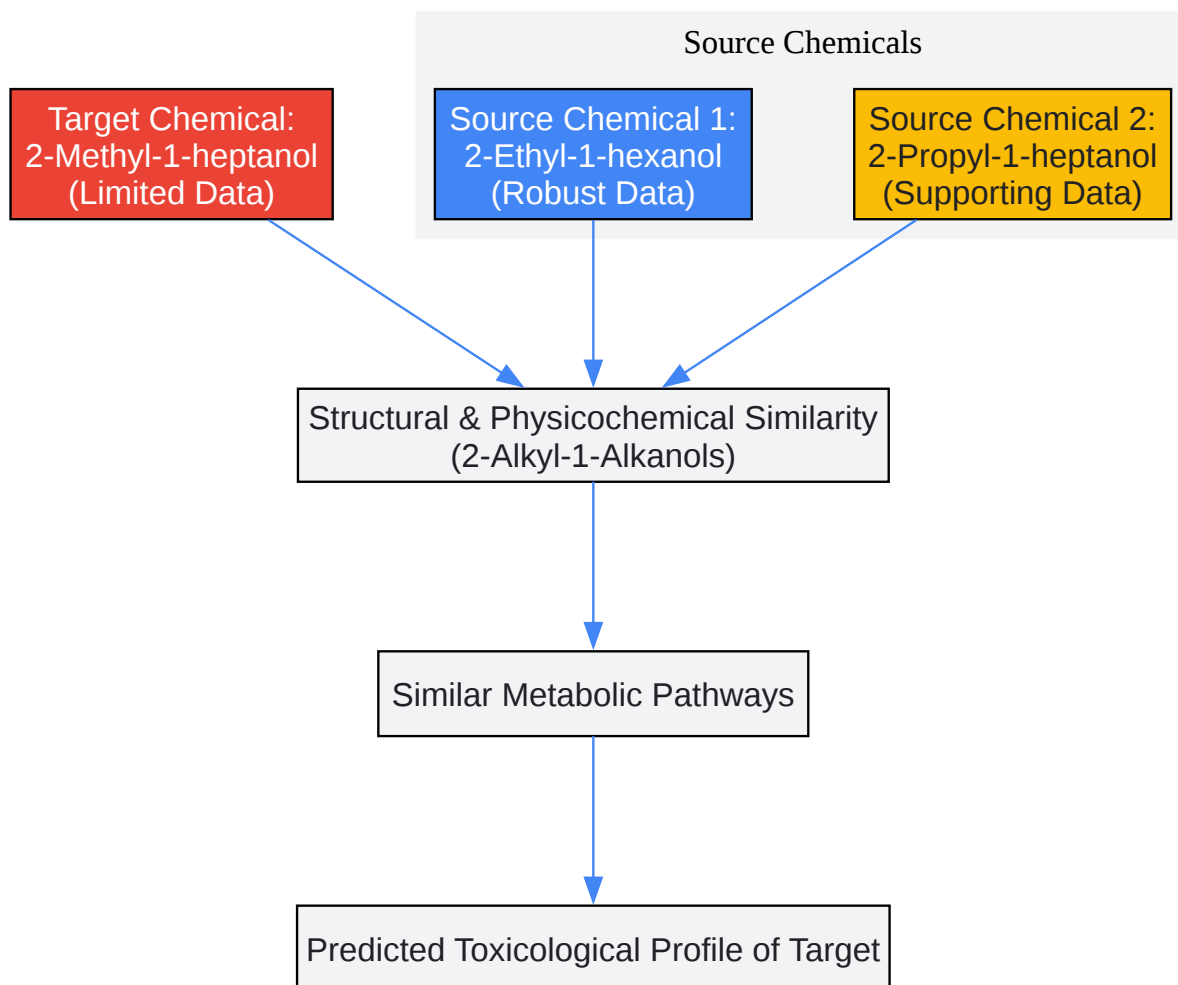 Source Chemicals
Target Chemical:
2-Methyl-1-heptanol
(Limited Data)
Source Chemical 1:
2-Ethyl-1-hexanol
(Robust Data)
Source Chemical 2:
2-Propyl-1-heptanol
(Supporting Data)
Structural & Physicochemical Similarity
(2-Alkyl-1-Alkanols)
Similar Metabolic Pathways
Predicted Toxicological Profile of Target